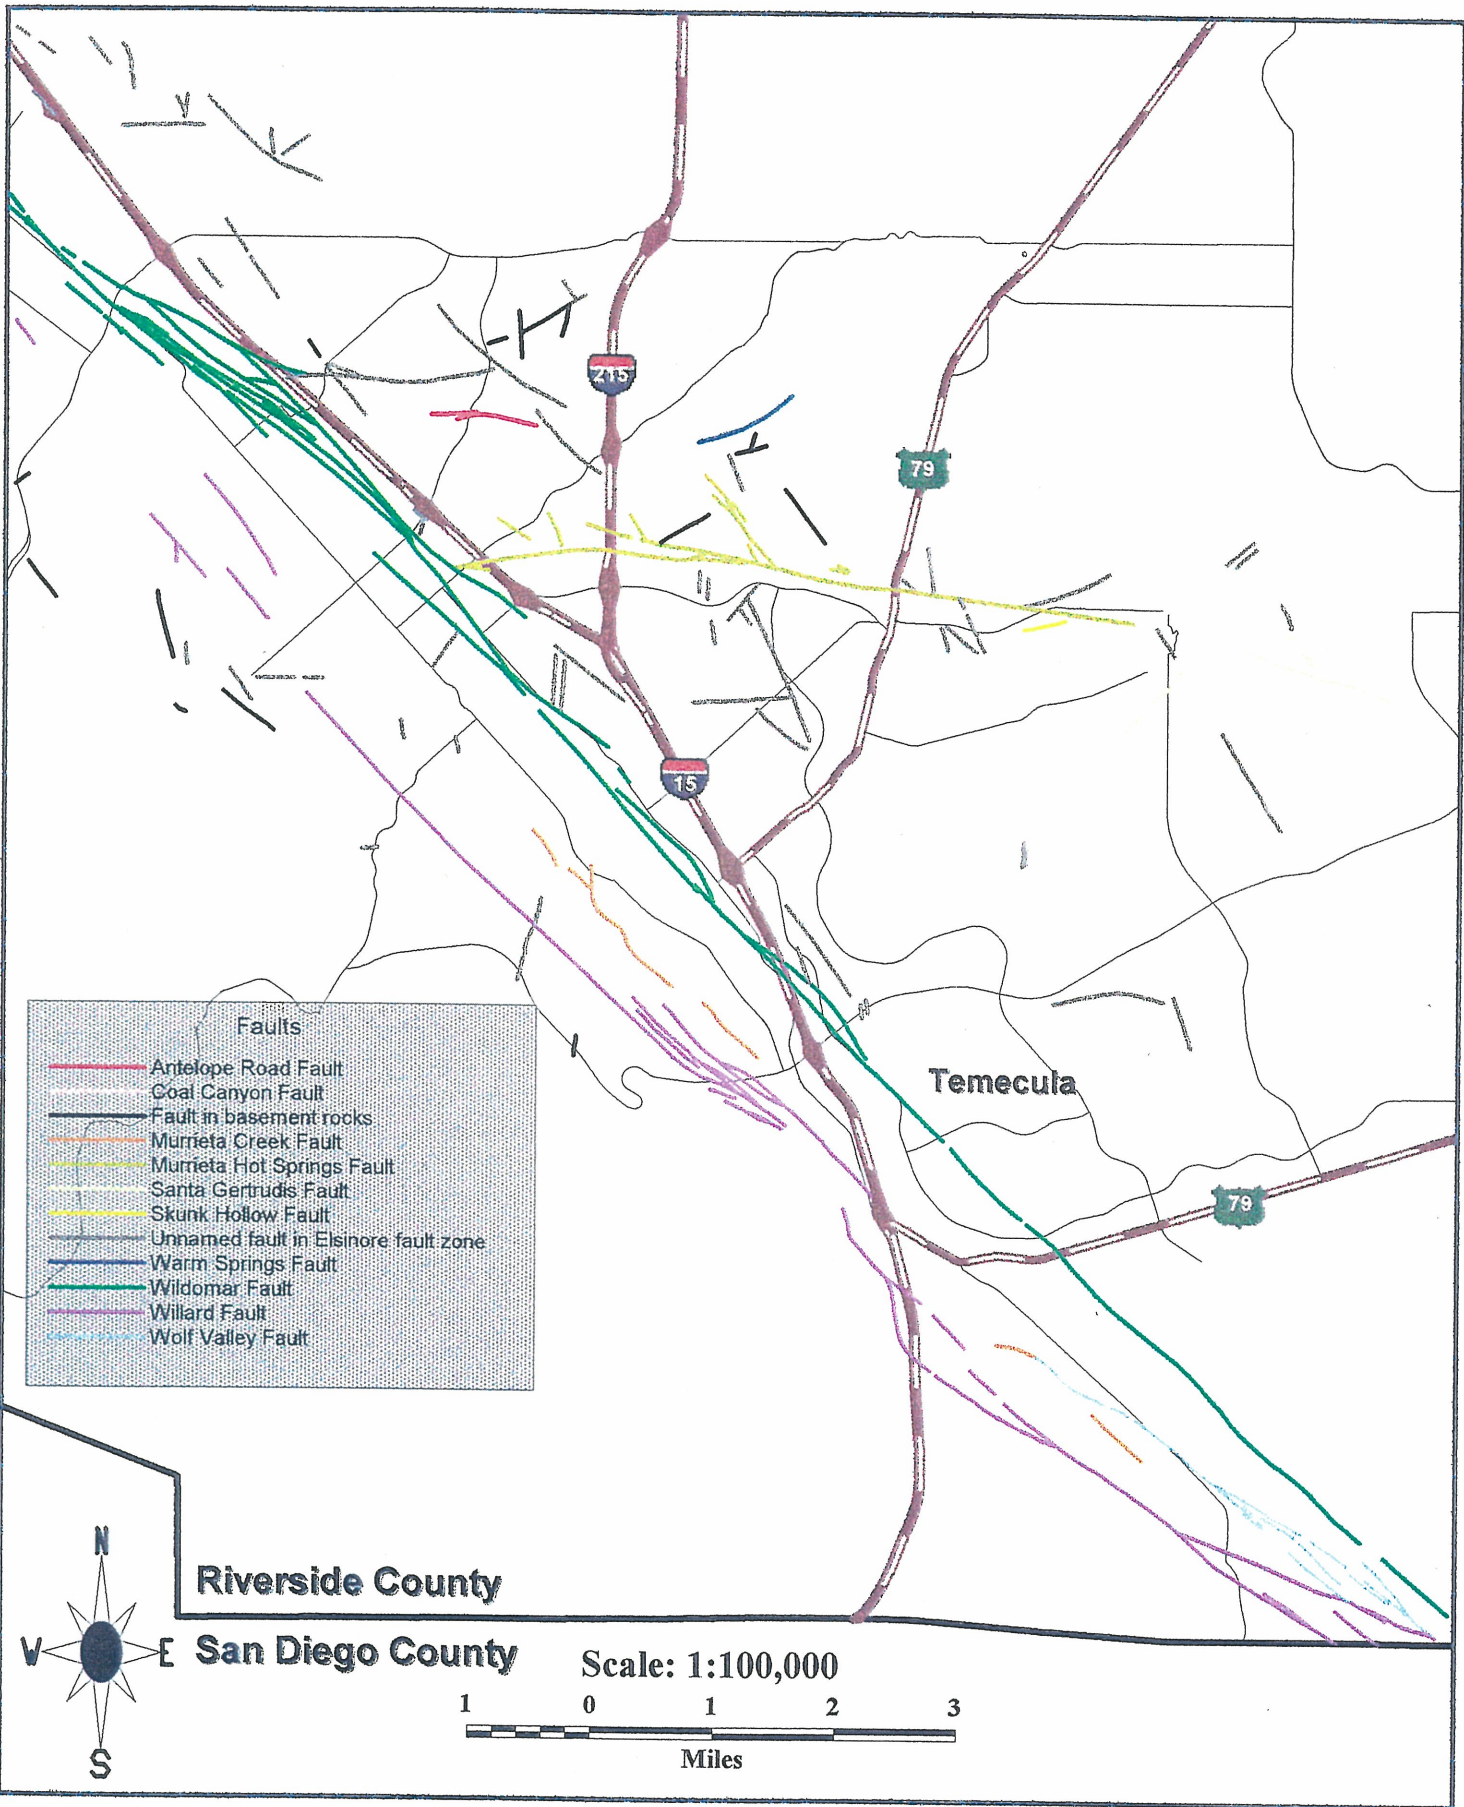 215
79
15
Temecula
79
Faults
Antelope Road Fault
Coal Canyon Fault
Fault in basement rocks
Murrieta Creek Fault
Murrieta Hot Springs Fault
Santa Gertrudis Fault
Skunk Hollow Fault
Unnamed fault in Elsinore fault zone
Warm Springs Fault
Wildomar Fault
Willard Fault
Wolf Valley Fault
N
W E
S
Riverside County
San Diego County
Scale: 1:100,000
1 0 1 2 3
Miles